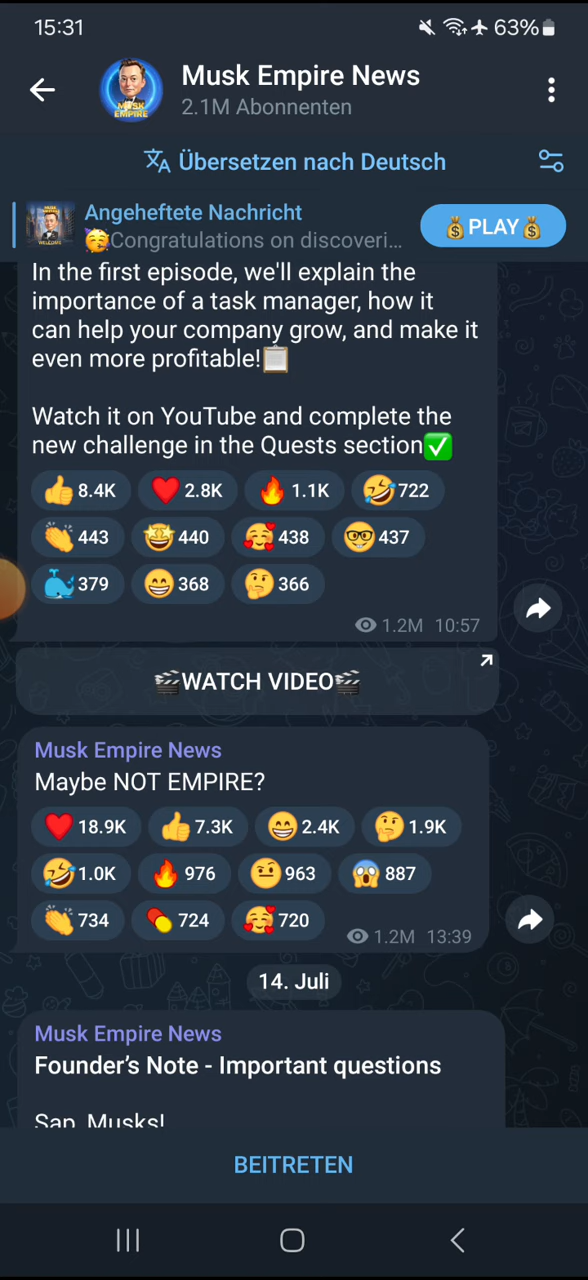 15:31
63%
Musk Empire News
2.1M Abonnenten
Übersetzen nach Deutsch
Angeheftete Nachricht
🥳Congratulations on discoveri...
💰PLAY💰
In the first episode, we'll explain the
importance of a task manager, how it
can help your company grow, and make it
even more profitable!📋
Watch it on YouTube and complete the
new challenge in the Quests section✅
👍8.4K ❤️2.8K 🔥1.1K 🤣722
👏443 🤩440 🥰438 🤓437
🐳379 😁368 🤔366
1.2M 10:57
🎬WATCH VIDEO🎬
Musk Empire News
Maybe NOT EMPIRE?
❤️18.9K 👍7.3K 😁2.4K 🤔1.9K
🤣1.0K 🔥976 🤨963 😱887
👏734 💊724 🥰720
1.2M 13:39
14. Juli
Musk Empire News
Founder's Note - Important questions
Sap, Musks!
BEITRETEN